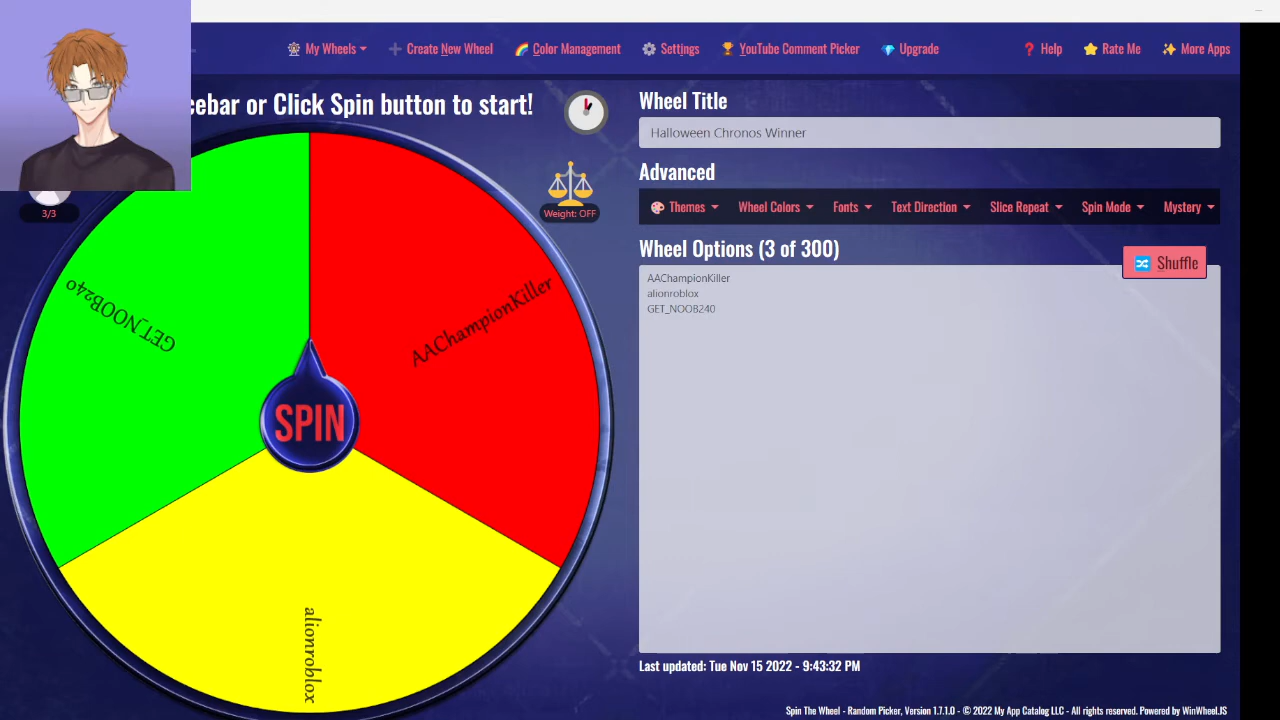 My Wheels
Create New Wheel
Color Management
Settings
YouTube Comment Picker
Upgrade
Help
Rate Me
More Apps
or Click Spin button to start!
3/3
Weight: OFF
GET_NOOB240
AAChampionKiller
SPIN
alionroblox
Wheel Title
Halloween Chronos Winner
Advanced
Themes
Wheel Colors
Fonts
Text Direction
Slice Repeat
Spin Mode
Mystery
Wheel Options (3 of 300)
Shuffle
AAChampionKiller
alionroblox
GET_NOOB240
Last updated: Tue Nov 15 2022 - 9:43:32 PM
Spin The Wheel - Random Picker, Version 1.7.1.0 - © 2022 My App Catalog LLC - All rights reserved. Powered by WinWheel.JS